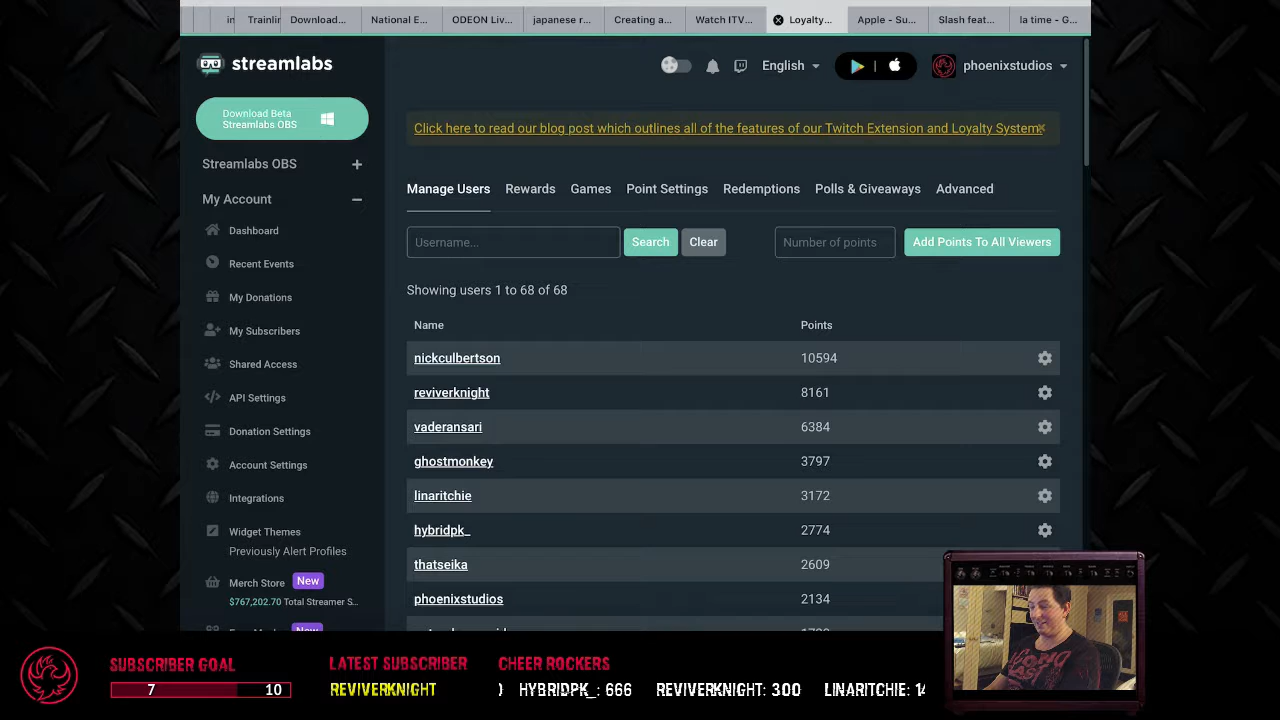 in
Trainlin
Download...
National E...
ODEON Liv...
japanese r...
Creating a...
Watch ITV...
Loyalty...
Apple - Su...
Slash feat...
la time - G...
streamlabs
English
phoenixstudios
Download Beta
Streamlabs OBS
Streamlabs OBS
My Account
Dashboard
Recent Events
My Donations
My Subscribers
Shared Access
API Settings
Donation Settings
Account Settings
Integrations
Widget Themes
Previously Alert Profiles
Merch Store New
$767,202.70 Total Streamer S...
Click here to read our blog post which outlines all of the features of our Twitch Extension and Loyalty System.
Manage Users Rewards Games Point Settings Redemptions Polls & Giveaways Advanced
Username... Search Clear Number of points Add Points To All Viewers
Showing users 1 to 68 of 68
Name Points
nickculbertson 10594
reviverknight 8161
vaderansari 6384
ghostmonkey 3797
linaritchie 3172
hybridpk_ 2774
thatseika 2609
phoenixstudios 2134
SUBSCRIBER GOAL
7 10
LATEST SUBSCRIBER
REVIVERKNIGHT
CHEER ROCKERS
) HYBRIDPK_: 666 REVIVERKNIGHT: 300 LINARITCHIE: 14